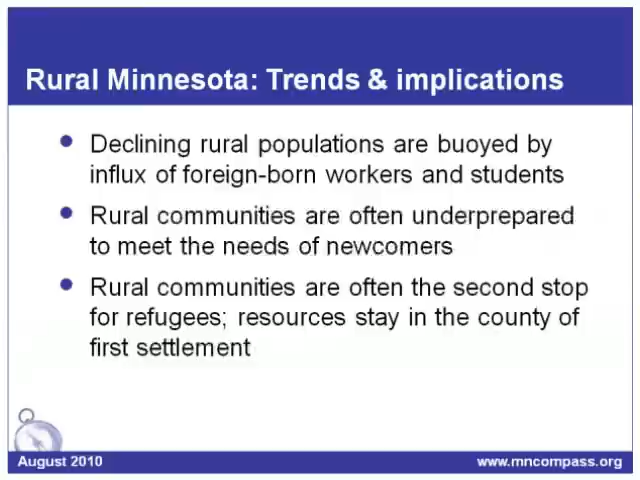 Rural Minnesota: Trends & implications
Declining rural populations are buoyed by
influx of foreign-born workers and students
Rural communities are often underprepared
to meet the needs of newcomers
Rural communities are often the second stop
for refugees; resources stay in the county of
first settlement
August 2010
www.mncompass.org